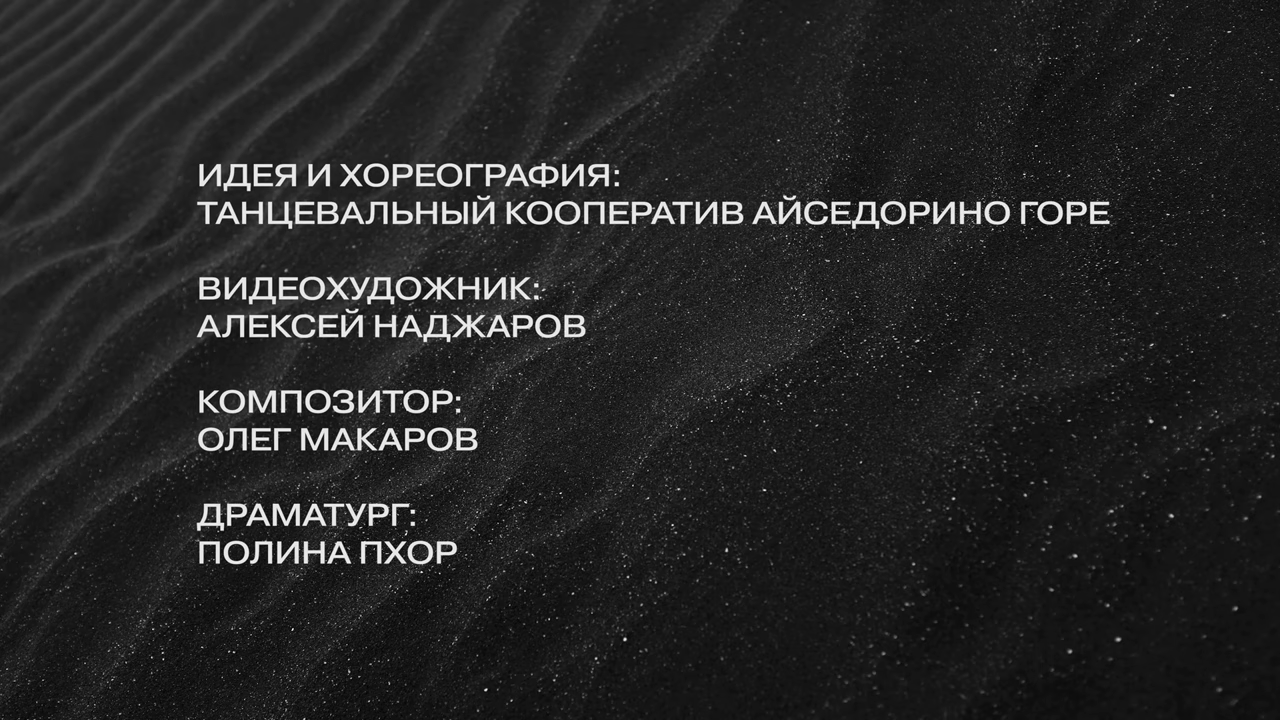 ИДЕЯ И ХОРЕОГРАФИЯ:
ТАНЦЕВАЛЬНЫЙ КООПЕРАТИВ АЙСЕДОРИНО ГОРЕ
ВИДЕОХУДОЖНИК:
АЛЕКСЕЙ НАДЖАРОВ
КОМПОЗИТОР:
ОЛЕГ МАКАРОВ
ДРАМАТУРГ:
ПОЛИНА ПХОР